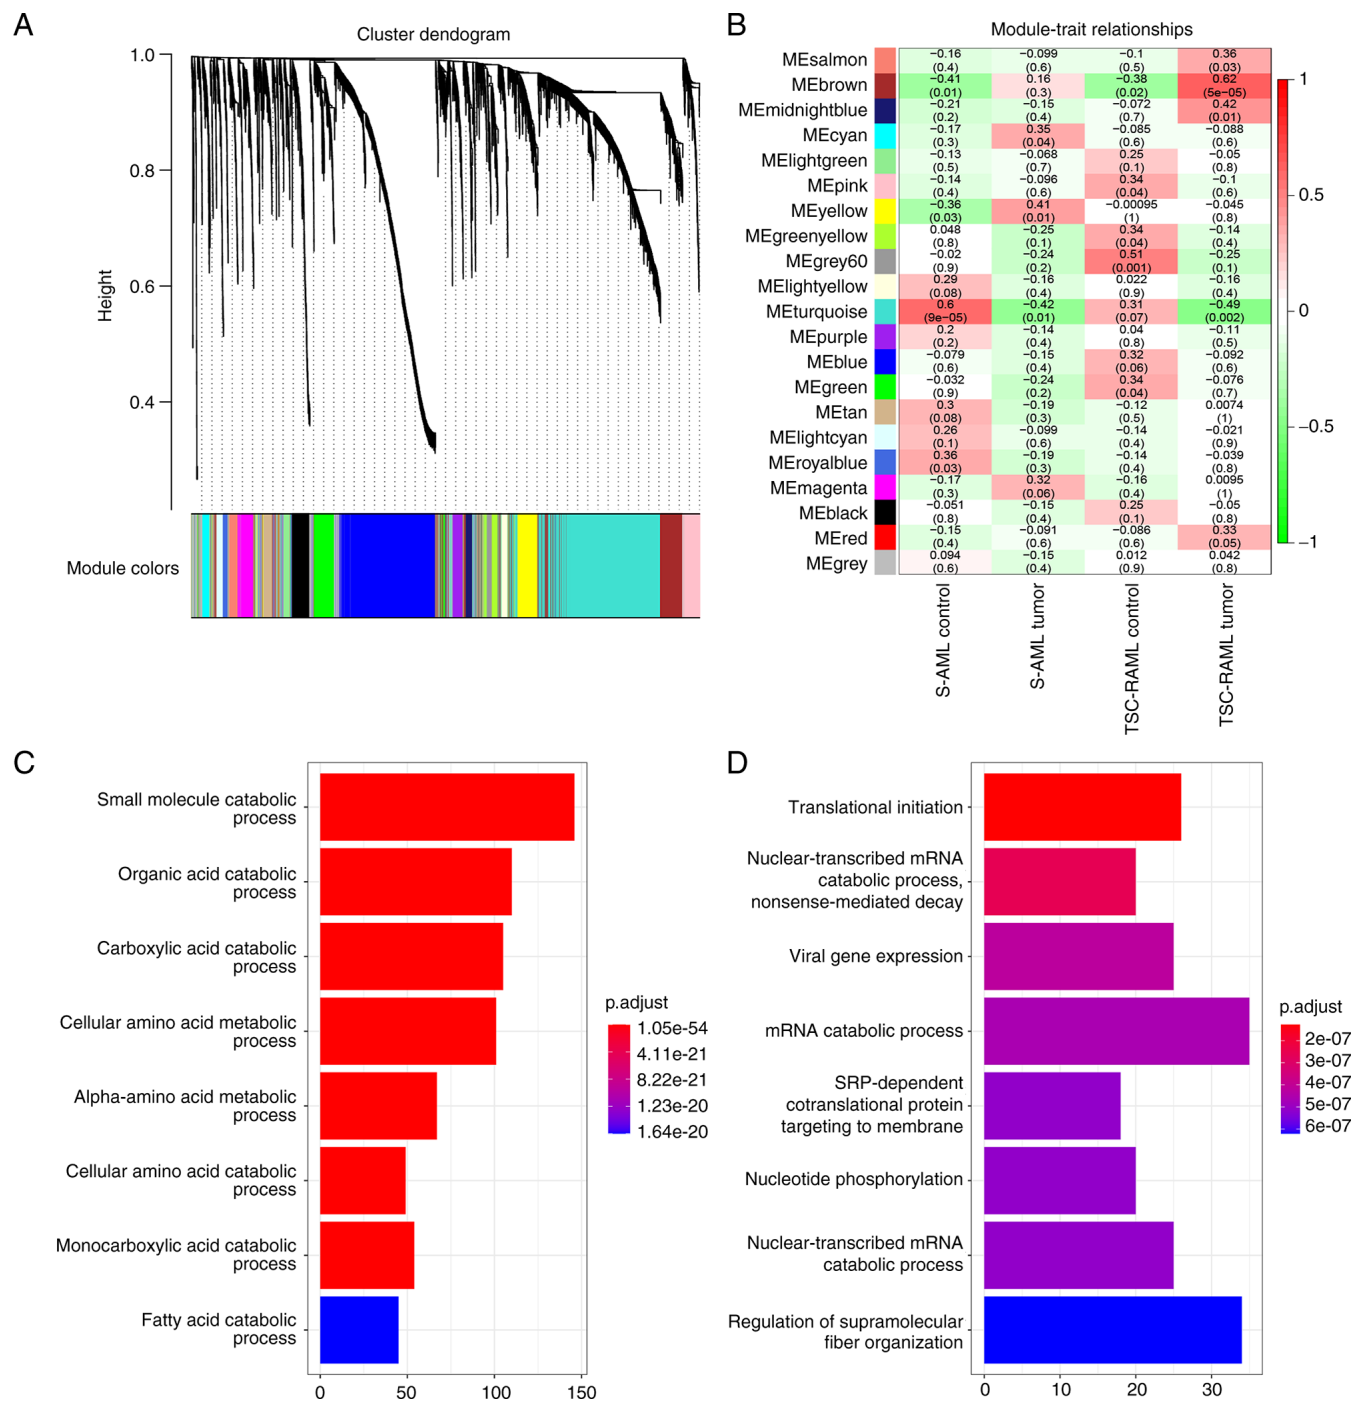 A
Cluster dendogram
1.0
0.8
0.6
0.4
Height
Module colors
B
Module-trait relationships
MEsalmon
−0.16 −0.099 −0.1 0.36
(0.4) (0.6) (0.5) (0.03)
MEbrown
−0.41 0.16 −0.38 0.62
(0.01) (0.3) (0.02) (5e−05)
MEmidnightblue
−0.21 −0.15 −0.072 0.42
(0.2) (0.4) (0.7) (0.01)
MEcyan
−0.17 0.35 −0.085 −0.088
(0.3) (0.04) (0.6) (0.6)
MElightgreen
−0.13 −0.068 0.25 −0.05
(0.5) (0.7) (0.1) (0.8)
MEpink
−0.14 −0.096 0.34 −0.1
(0.4) (0.6) (0.04) (0.6)
MEyellow
−0.36 0.41 −0.00095 −0.045
(0.03) (0.01) (1) (0.8)
MEgreenyellow
0.048 −0.25 0.34 −0.14
(0.8) (0.1) (0.04) (0.4)
MEgrey60
−0.02 −0.24 0.51 −0.25
(0.9) (0.2) (0.001) (0.1)
MElightyellow
0.29 −0.16 0.022 −0.16
(0.08) (0.4) (0.9) (0.4)
MEturquoise
0.6 −0.42 0.31 −0.49
(9e−05) (0.01) (0.07) (0.002)
MEpurple
0.2 −0.14 0.04 −0.11
(0.2) (0.4) (0.8) (0.5)
MEblue
−0.079 −0.15 0.32 −0.092
(0.6) (0.4) (0.06) (0.6)
MEgreen
−0.032 −0.24 0.34 −0.076
(0.9) (0.2) (0.04) (0.7)
MEtan
0.3 −0.19 −0.12 0.0074
(0.08) (0.3) (0.5) (1)
MElightcyan
0.26 −0.099 −0.14 −0.021
(0.1) (0.6) (0.4) (0.9)
MEroyalblue
0.36 −0.19 −0.14 −0.039
(0.03) (0.3) (0.4) (0.8)
MEmagenta
−0.17 0.32 −0.16 0.0095
(0.3) (0.06) (0.4) (1)
MEblack
−0.051 −0.15 0.25 −0.05
(0.8) (0.4) (0.1) (0.8)
MEred
−0.15 −0.091 −0.086 0.33
(0.4) (0.6) (0.6) (0.05)
MEgrey
0.094 −0.15 0.012 0.042
(0.6) (0.4) (0.9) (0.8)
1
0.5
0
−0.5
−1
S-AML control
S-AML tumor
TSC-RAML control
TSC-RAML tumor
C
Small molecule catabolic
process
Organic acid catabolic
process
Carboxylic acid catabolic
process
Cellular amino acid metabolic
process
Alpha-amino acid metabolic
process
Cellular amino acid catabolic
process
Monocarboxylic acid catabolic
process
Fatty acid catabolic
process
0 50 100 150
p.adjust
1.05e-54
4.11e-21
8.22e-21
1.23e-20
1.64e-20
D
Translational initiation
Nuclear-transcribed mRNA
catabolic process,
nonsense-mediated decay
Viral gene expression
mRNA catabolic process
SRP-dependent
cotranslational protein
targeting to membrane
Nucleotide phosphorylation
Nuclear-transcribed mRNA
catabolic process
Regulation of supramolecular
fiber organization
0 10 20 30
p.adjust
2e-07
3e-07
4e-07
5e-07
6e-07